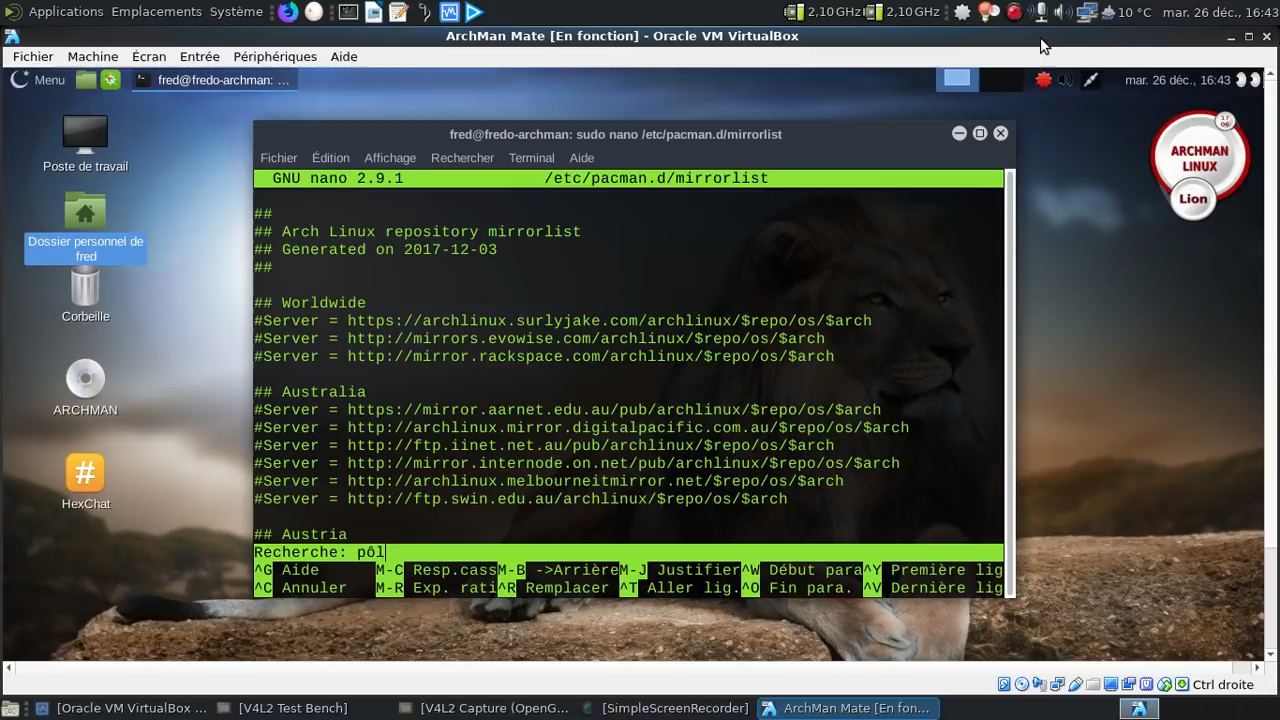 Applications Emplacements Système
2,10 GHz 2,10 GHz 10 °C mar. 26 déc., 16:43
ArchMan Mate [En fonction] - Oracle VM VirtualBox
Fichier Machine Écran Entrée Périphériques Aide
Menu fred@fredo-archman: … mar. 26 déc., 16:43
Poste de travail
Dossier personnel de
fred
Corbeille
ARCHMAN
#
HexChat
17
06
ARCHMAN
LINUX
Lion
fred@fredo-archman: sudo nano /etc/pacman.d/mirrorlist
Fichier Édition Affichage Rechercher Terminal Aide
GNU nano 2.9.1 /etc/pacman.d/mirrorlist
##
## Arch Linux repository mirrorlist
## Generated on 2017-12-03
##
## Worldwide
#Server = https://archlinux.surlyjake.com/archlinux/$repo/os/$arch
#Server = http://mirrors.evowise.com/archlinux/$repo/os/$arch
#Server = http://mirror.rackspace.com/archlinux/$repo/os/$arch
## Australia
#Server = https://mirror.aarnet.edu.au/pub/archlinux/$repo/os/$arch
#Server = http://archlinux.mirror.digitalpacific.com.au/$repo/os/$arch
#Server = http://ftp.iinet.net.au/pub/archlinux/$repo/os/$arch
#Server = http://mirror.internode.on.net/pub/archlinux/$repo/os/$arch
#Server = http://archlinux.melbourneitmirror.net/$repo/os/$arch
#Server = http://ftp.swin.edu.au/archlinux/$repo/os/$arch
## Austria
Recherche: pôl
^G Aide M-C Resp.cassM-B ->ArrièreM-J Justifier^W Début para^Y Première lig
^C Annuler M-R Exp. rati^R Remplacer ^T Aller lig.^O Fin para. ^V Dernière lig
Ctrl droite
[Oracle VM VirtualBox ... [V4L2 Test Bench] [V4L2 Capture (OpenG... [SimpleScreenRecorder] ArchMan Mate [En fon...